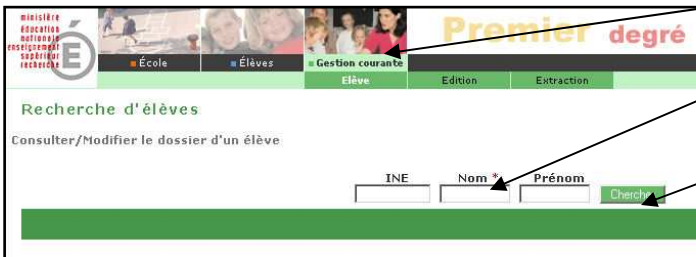 ministère
éducation
nationale
enseignement
supérieur
recherche
É
Premier degré
École Élèves Gestion courante
Elève Edition Extraction
Recherche d'élèves
Consulter/Modifier le dossier d'un élève
INE Nom * Prénom
Cherche